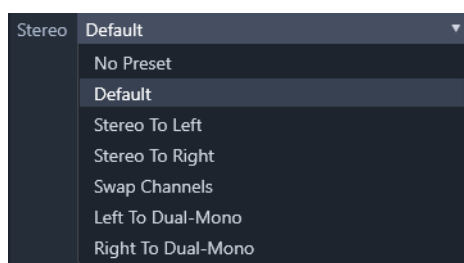 Stereo Default
No Preset
Default
Stereo To Left
Stereo To Right
Swap Channels
Left To Dual-Mono
Right To Dual-Mono